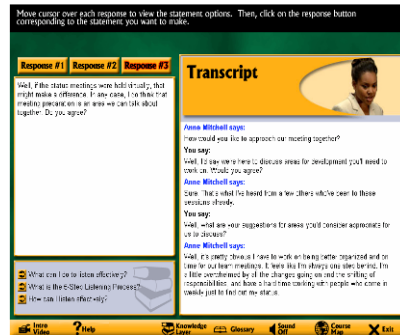 Move cursor over each response to view the statement options. Then, click on the response button
corresponding to the statement you want to make.
Response #1
Response #2
Response #3
Well, if the status meetings were held virtually, that
might make a difference. In any case, I do think that
meeting preparation is an area we can talk about
together. Do you agree?
Transcript
Anne Mitchell says:
How would you like to approach our meeting together?
You say:
Well, I'd say we're here to discuss areas for development you'll need to
work on. Would you agree?
Anne Mitchell says:
Sure. That's what I've heard from a few others who've been to these
sessions already.
You say:
Well, what are your suggestions for areas you'd consider appropriate for
us to discuss?
Anne Mitchell says:
Well, it's pretty obvious I have to work on being better organized and on
time for our team meetings. It feels like I'm always one step behind. I'm
a little overwhelmed by all the changes going on and the shifting of
responsibilities, and have a hard time working with people who come in
weekly just to find out my status.
What can I do to listen effectively?
What is the 6-Step Listening Process?
How can I listen effectively?
Intro
Video
? Help
Knowledge
Layer
Glossary
Sound
Off
Course
Map
X Exit